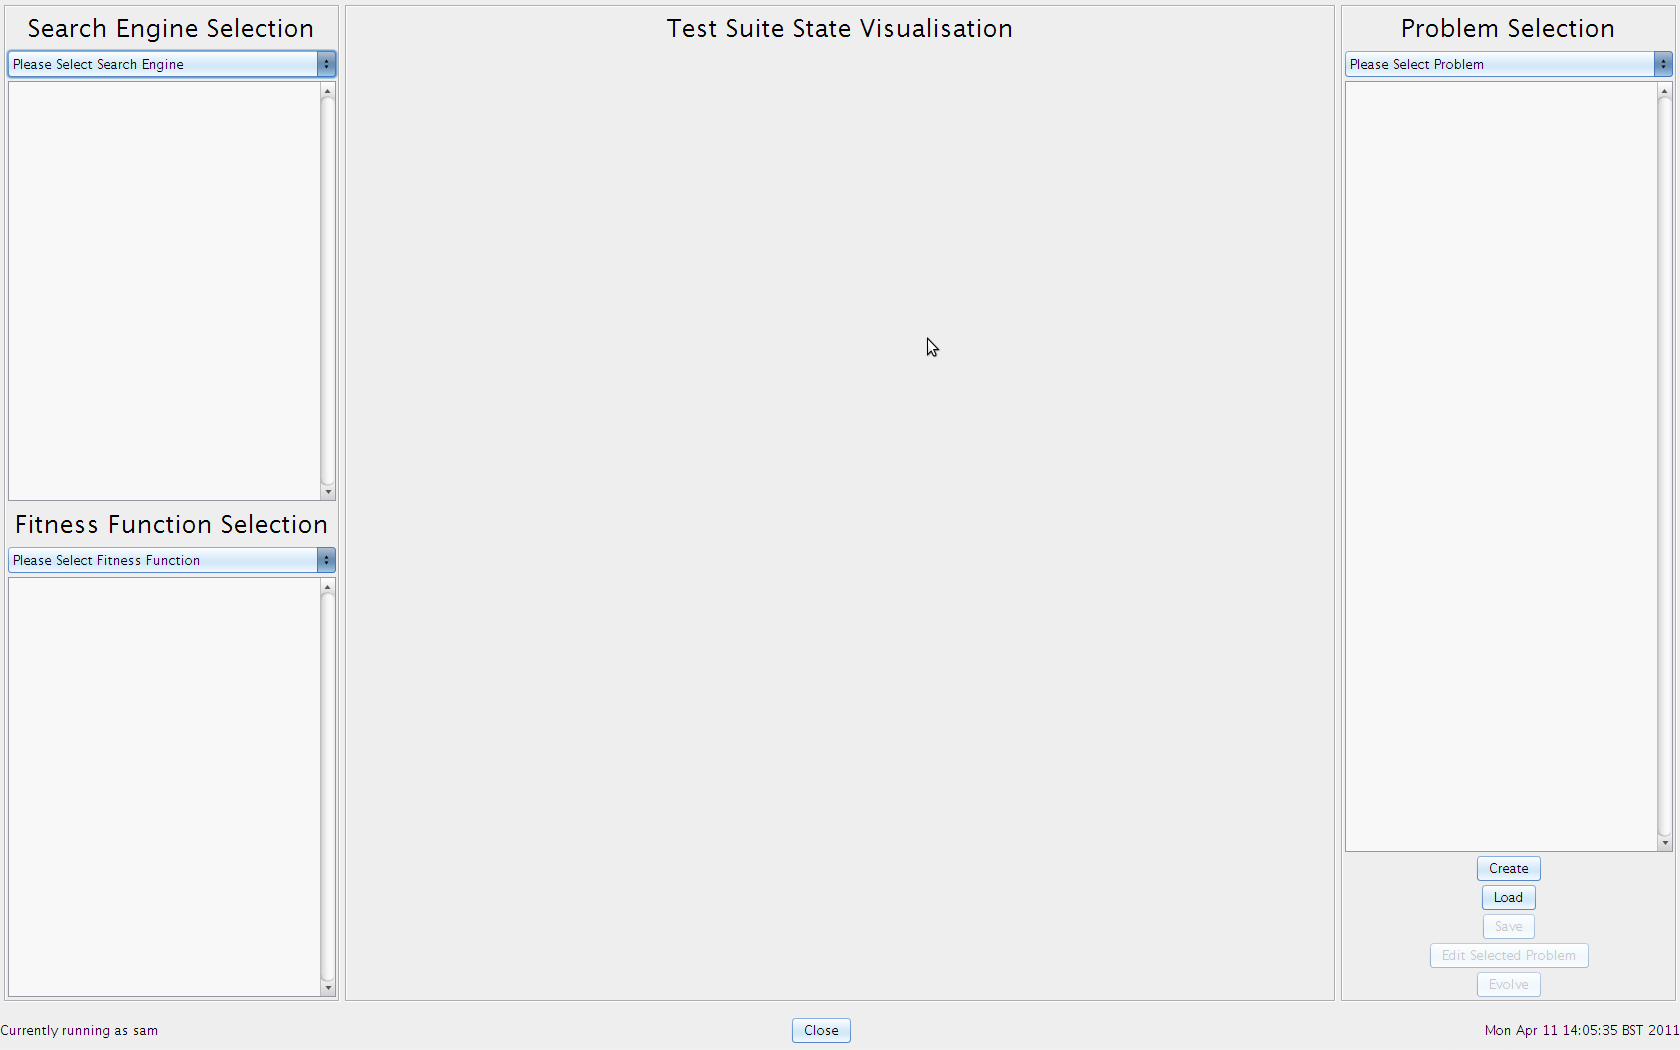 Search Engine Selection
Please Select Search Engine
Fitness Function Selection
Please Select Fitness Function
Test Suite State Visualisation
Problem Selection
Please Select Problem
Create
Load
Save
Edit Selected Problem
Evolve
Currently running as sam
Close
Mon Apr 11 14:05:35 BST 2011